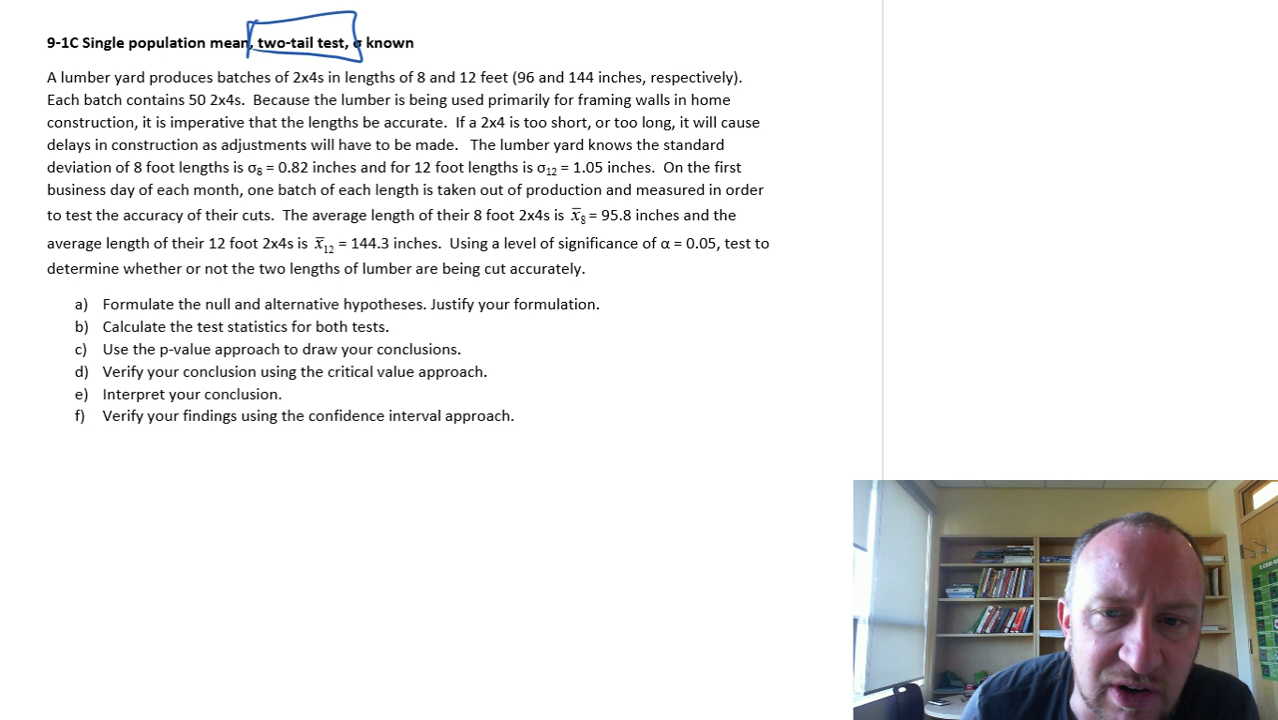 9-1C Single population mean, two-tail test, σ known
A lumber yard produces batches of 2x4s in lengths of 8 and 12 feet (96 and 144 inches, respectively).
Each batch contains 50 2x4s.  Because the lumber is being used primarily for framing walls in home
construction, it is imperative that the lengths be accurate.  If a 2x4 is too short, or too long, it will cause
delays in construction as adjustments will have to be made.   The lumber yard knows the standard
deviation of 8 foot lengths is σ₈ = 0.82 inches and for 12 foot lengths is σ₁₂ = 1.05 inches.  On the first
business day of each month, one batch of each length is taken out of production and measured in order
to test the accuracy of their cuts.  The average length of their 8 foot 2x4s is x̅₈ = 95.8 inches and the
average length of their 12 foot 2x4s is x̅₁₂ = 144.3 inches.  Using a level of significance of α = 0.05, test to
determine whether or not the two lengths of lumber are being cut accurately.
a) Formulate the null and alternative hypotheses. Justify your formulation.
b) Calculate the test statistics for both tests.
c) Use the p-value approach to draw your conclusions.
d) Verify your conclusion using the critical value approach.
e) Interpret your conclusion.
f) Verify your findings using the confidence interval approach.